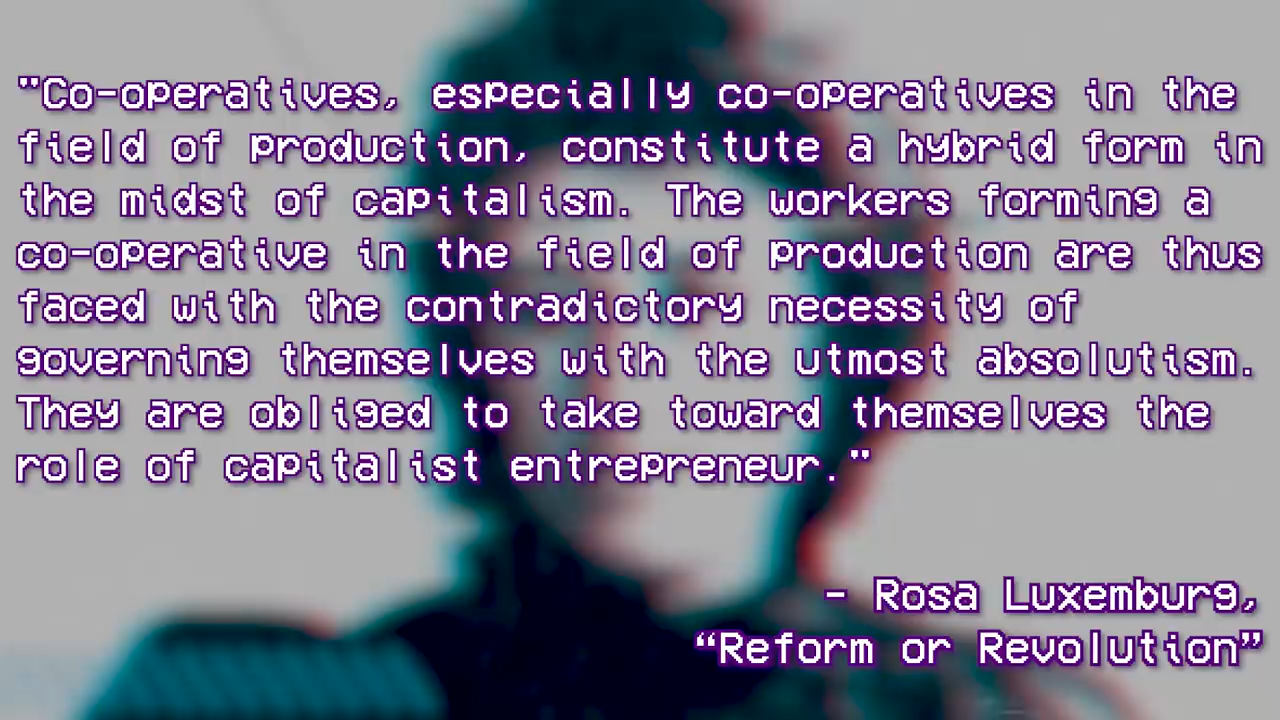 "Co-operatives, especially co-operatives in the
field of production, constitute a hybrid form in
the midst of capitalism. The workers forming a
co-operative in the field of production are thus
faced with the contradictory necessity of
governing themselves with the utmost absolutism.
They are obliged to take toward themselves the
role of capitalist entrepreneur."
- Rosa Luxemburg,
“Reform or Revolution”